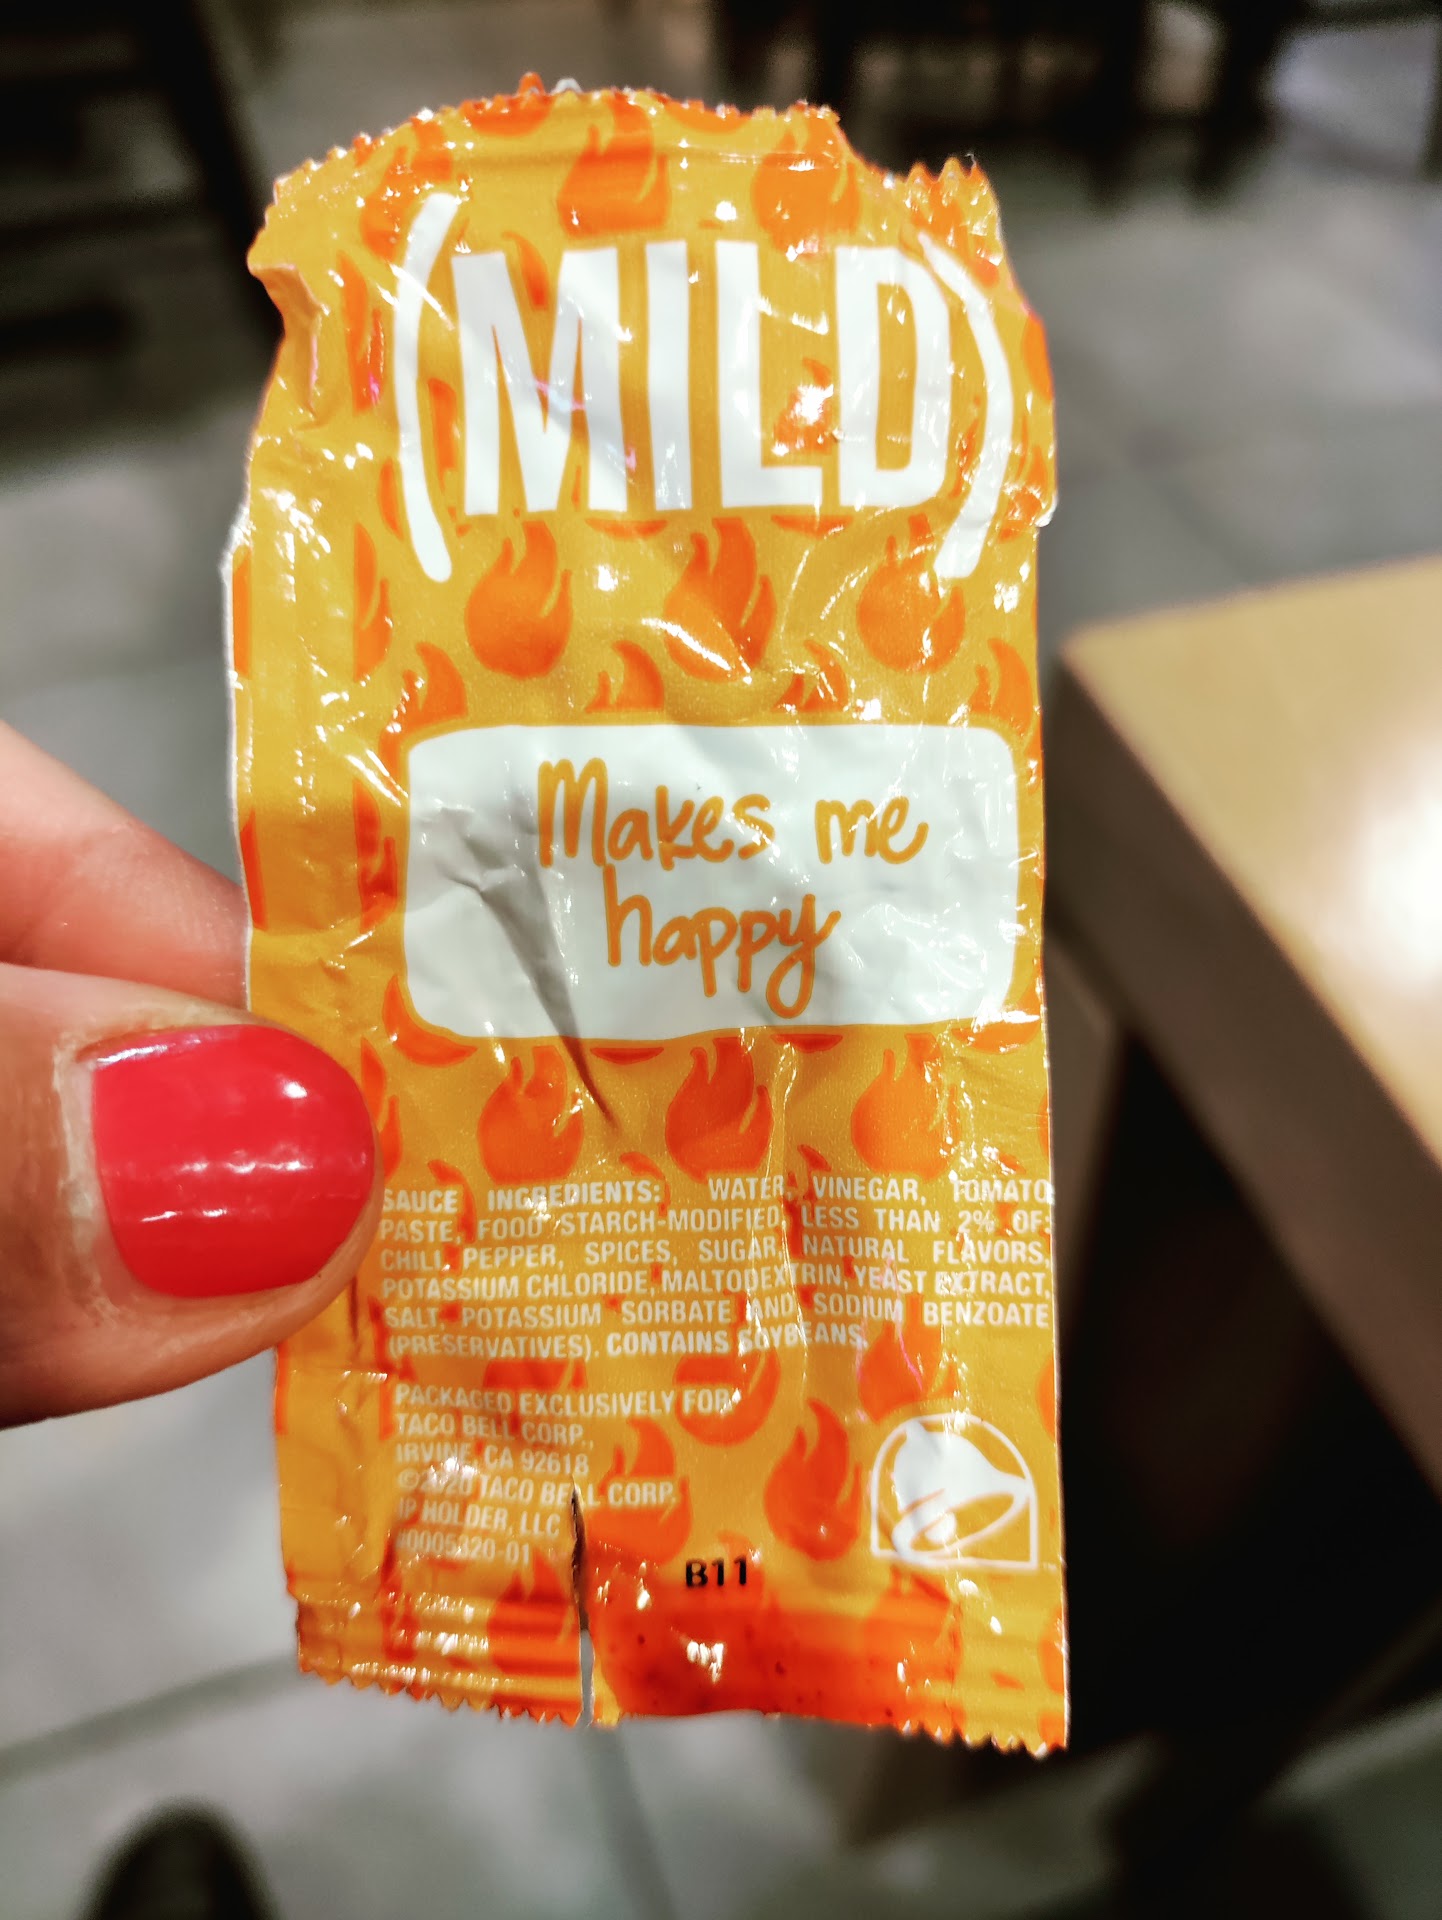 (MILD)
Makes me
happy
SAUCE INGREDIENTS: WATER, VINEGAR, TOMATO
PASTE, FOOD STARCH-MODIFIED, LESS THAN 2% OF:
CHILI PEPPER, SPICES, SUGAR, NATURAL FLAVORS,
POTASSIUM CHLORIDE, MALTODEXTRIN, YEAST EXTRACT,
SALT, POTASSIUM SORBATE AND SODIUM BENZOATE
(PRESERVATIVES). CONTAINS SOYBEANS.
PACKAGED EXCLUSIVELY FOR
TACO BELL CORP.,
IRVINE, CA 92618
©2020 TACO BELL CORP.
IP HOLDER, LLC
B11